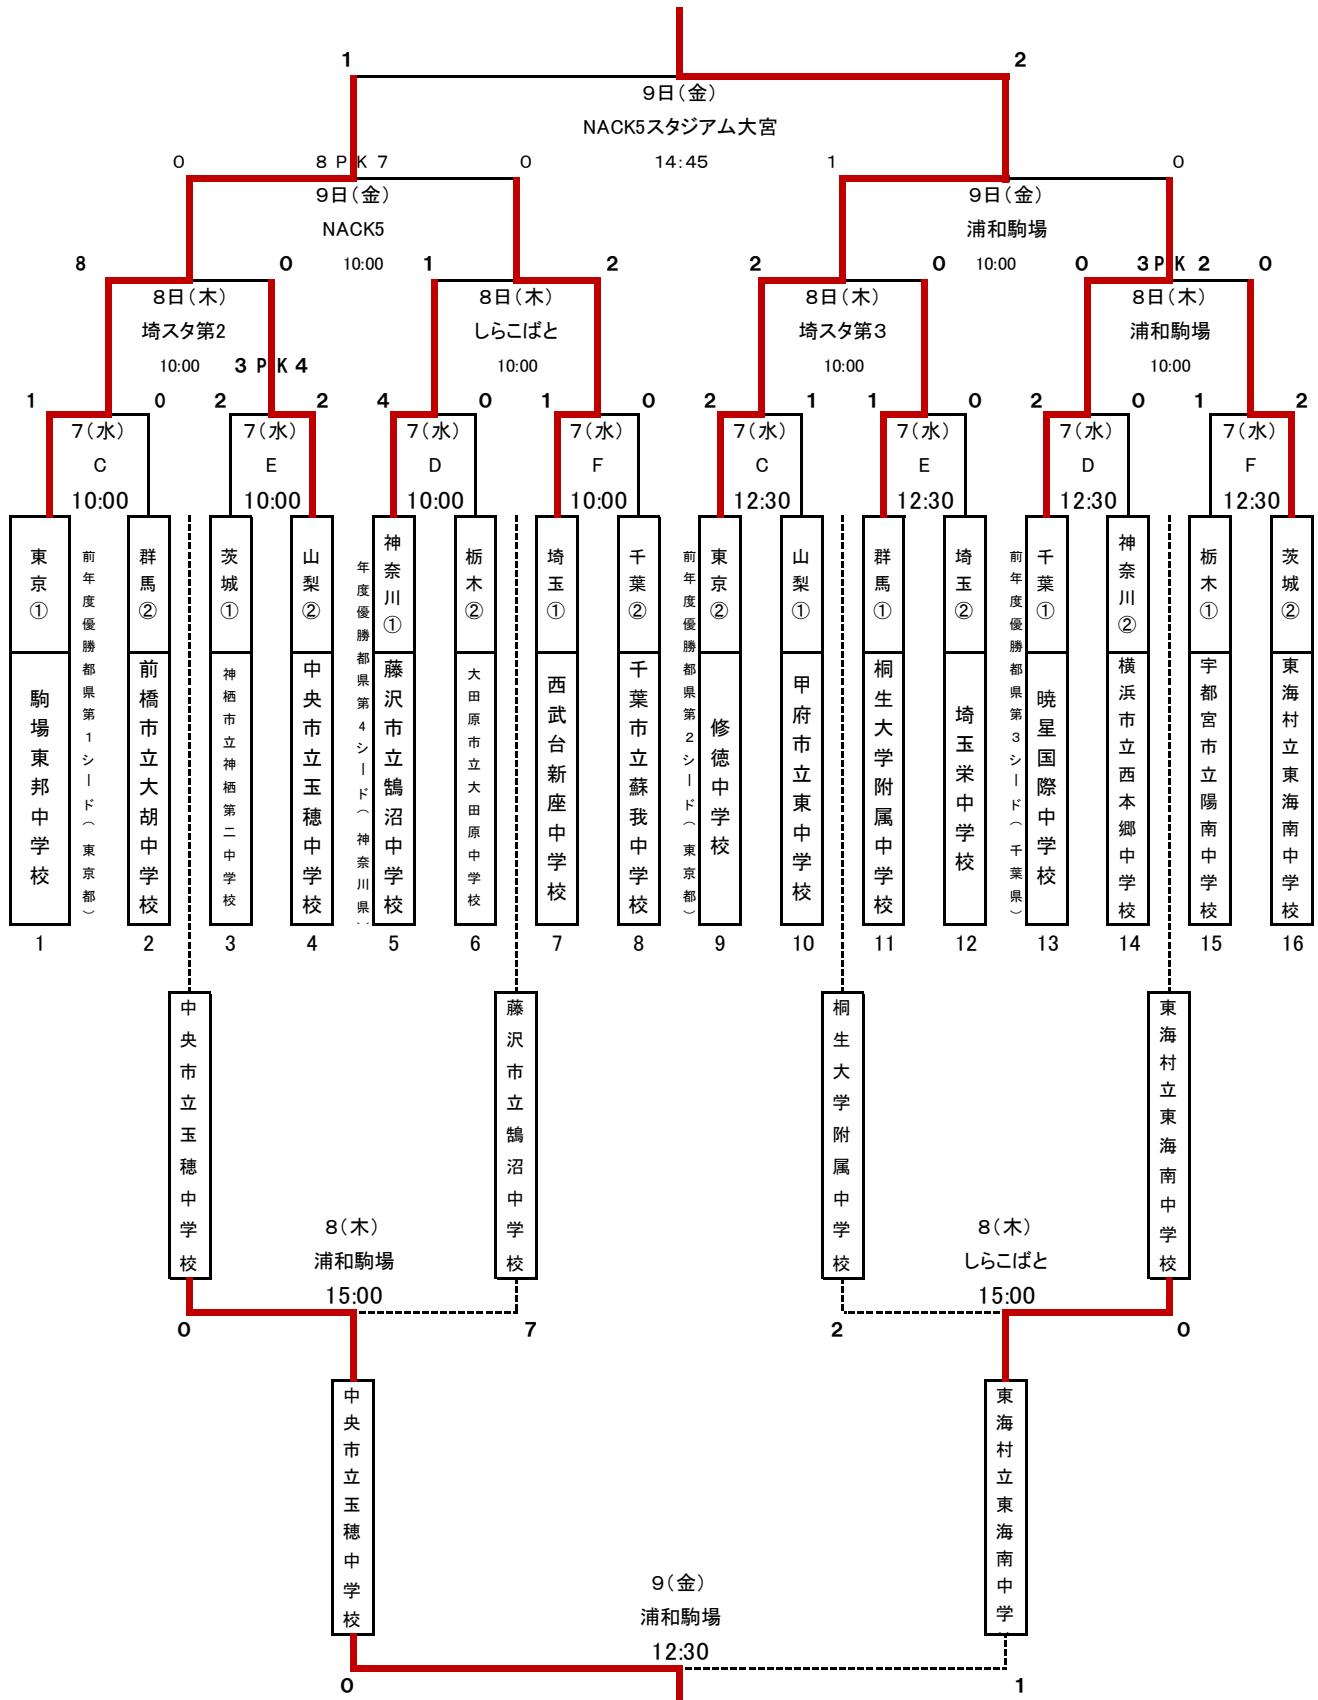 1 2
9日(金)
NACK5スタジアム大宮
0 8 PK 7 0 14:45 1 0
9日(金) 9日(金)
NACK5 浦和駒場
8 0 10:00 1 2 2 0 10:00 0 3 PK 2 0
8日(木) 8日(木) 8日(木) 8日(木)
埼スタ第2 しらこばと 埼スタ第3 浦和駒場
10:00 3 PK 4 10:00 10:00 10:00
1 0 2 2 4 0 1 0 2 1 1 0 2 0 1 2
7(水) 7(水) 7(水) 7(水) 7(水) 7(水) 7(水) 7(水)
C E D F C E D F
10:00 10:00 10:00 10:00 12:30 12:30 12:30 12:30
東京①
駒場東邦中学校
前年度優勝都県第1シード(東京都)
群馬②
前橋市立大胡中学校
茨城①
神栖市立神栖第二中学校
山梨②
中央市立玉穂中学校
年度優勝都県第4シード(神奈川県
神奈川①
藤沢市立鵠沼中学校
栃木②
大田原市立大田原中学校
埼玉①
西武台新座中学校
千葉②
千葉市立蘇我中学校
前年度優勝都県第2シード(東京都)
東京②
修徳中学校
山梨①
甲府市立東中学校
群馬①
桐生大学附属中学校
埼玉②
埼玉栄中学校
前年度優勝都県第3シード(千葉県)
千葉①
暁星国際中学校
神奈川②
横浜市立西本郷中学校
栃木①
宇都宮市立陽南中学校
茨城②
東海村立東海南中学校
1 2 3 4 5 6 7 8 9 10 11 12 13 14 15 16
中央市立玉穂中学校
藤沢市立鵠沼中学校
桐生大学附属中学校
東海村立東海南中学校
8(木) 8(木)
浦和駒場 しらこばと
15:00 15:00
0 7 2 0
中央市立玉穂中学校
東海村立東海南中学
9(金)
浦和駒場
12:30
0 1